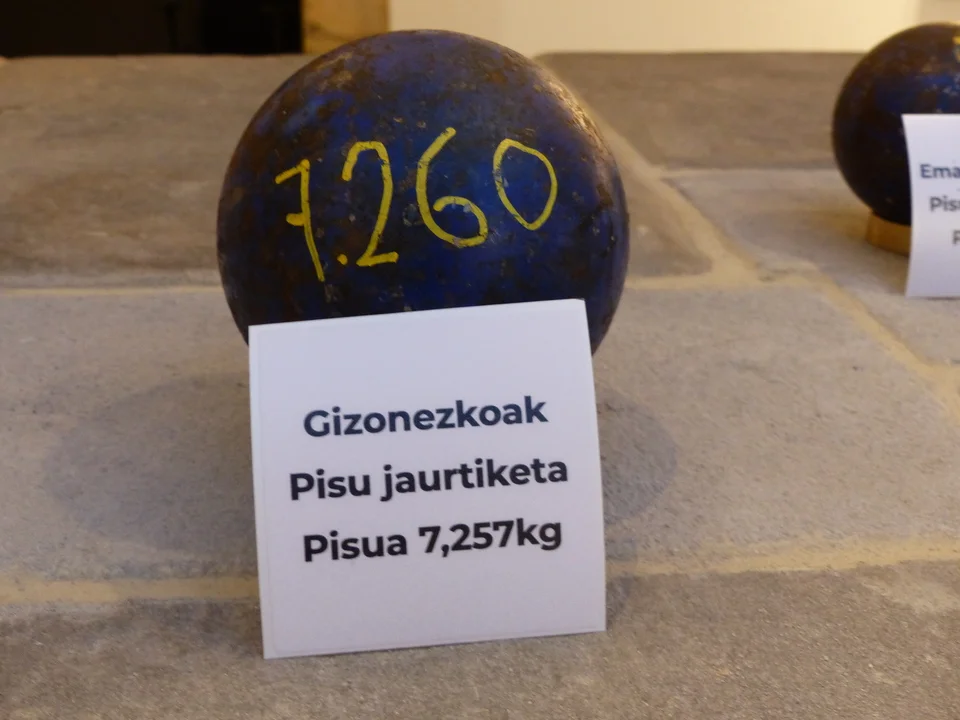 7.260
Gizonezkoak
Pisu jaurtiketa
Pisua 7,257kg